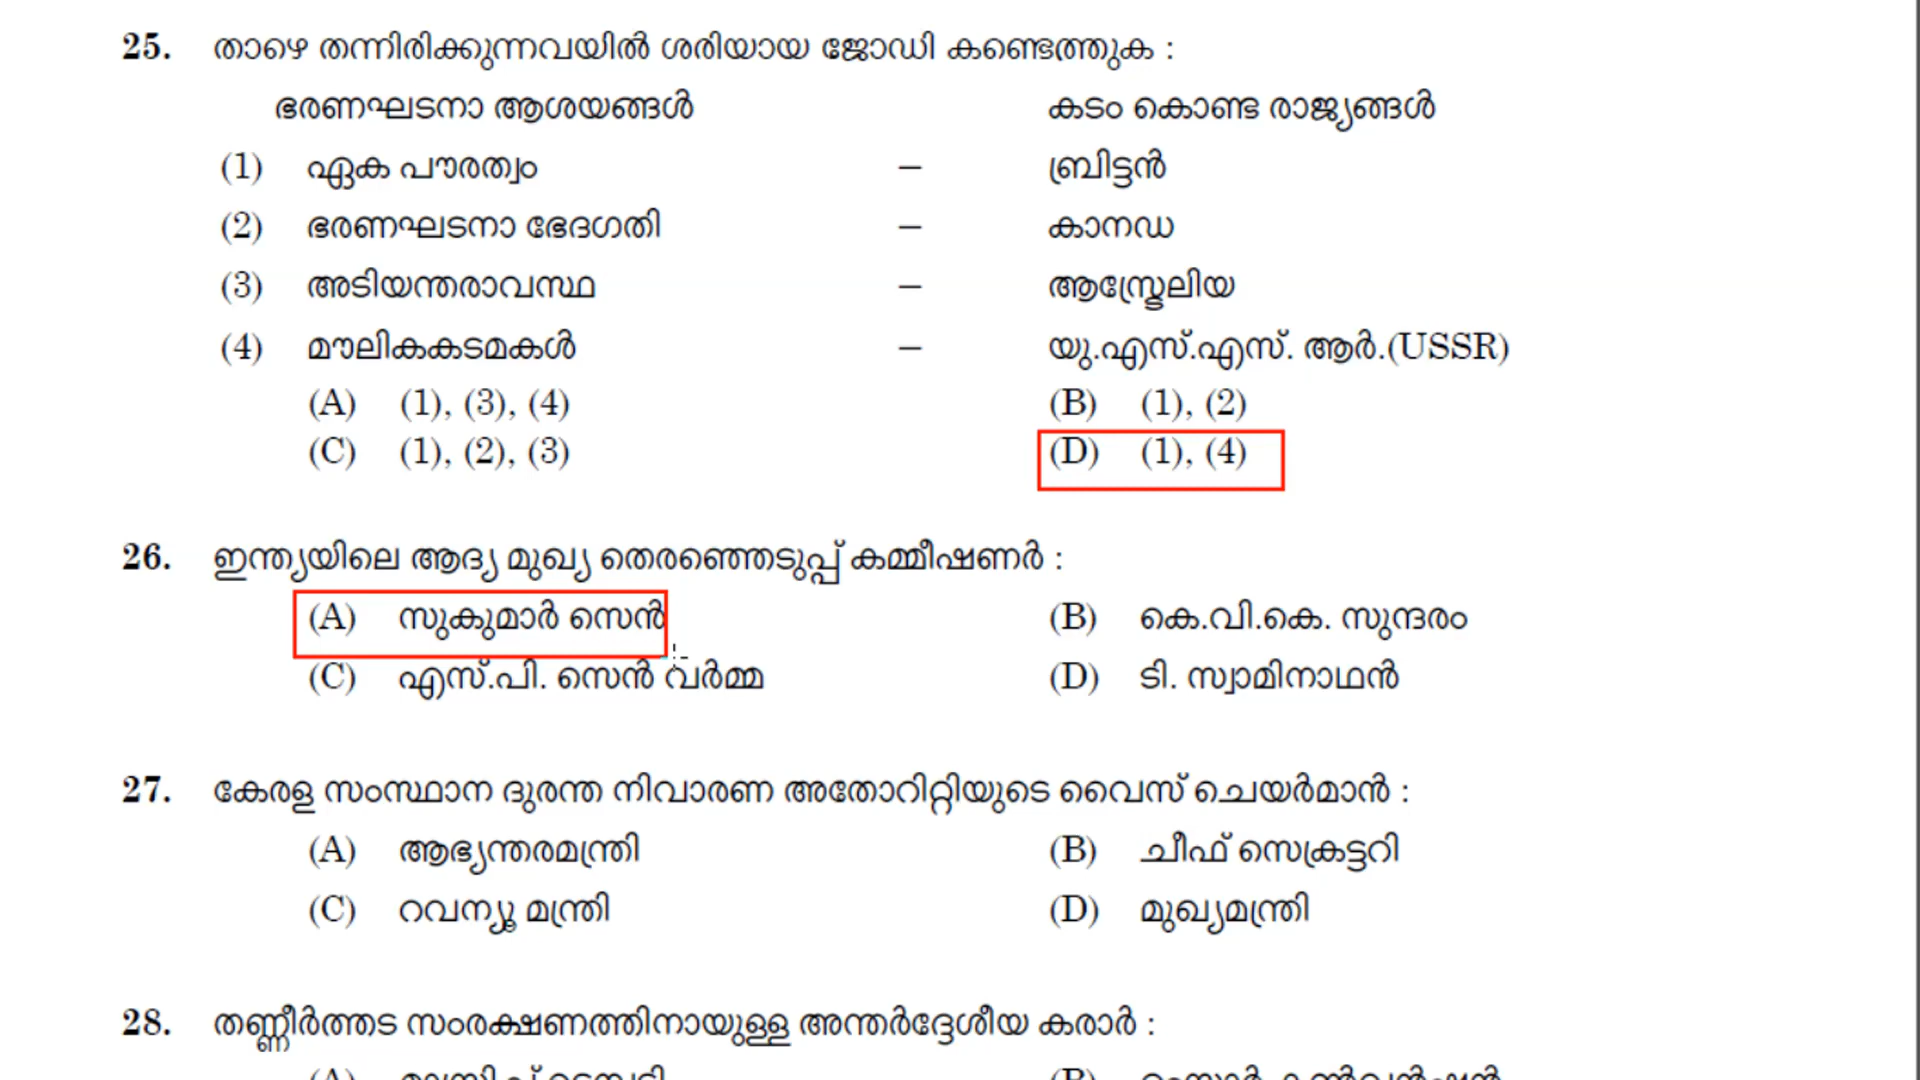 25. താഴെ തന്നിരിക്കുന്നവയിൽ ശരിയായ ജോഡി കണ്ടെത്തുക :
ഭരണഘടനാ ആശയങ്ങൾ കടം കൊണ്ട രാജ്യങ്ങൾ
(1) ഏക പൗരത്വം – ബ്രിട്ടൻ
(2) ഭരണഘടനാ ഭേദഗതി – കാനഡ
(3) അടിയന്തരാവസ്ഥ – ആസ്ട്രേലിയ
(4) മൗലികകടമകൾ – യു.എസ്.എസ്. ആർ.(USSR)
(A) (1), (3), (4) (B) (1), (2)
(C) (1), (2), (3) (D) (1), (4)
26. ഇന്ത്യയിലെ ആദ്യ മുഖ്യ തെരഞ്ഞെടുപ്പ് കമ്മീഷണർ :
(A) സുകുമാർ സെൻ (B) കെ.വി.കെ. സുന്ദരം
(C) എസ്.പി. സെൻ വർമ്മ (D) ടി. സ്വാമിനാഥൻ
27. കേരള സംസ്ഥാന ദുരന്ത നിവാരണ അതോറിറ്റിയുടെ വൈസ് ചെയർമാൻ :
(A) ആഭ്യന്തരമന്ത്രി (B) ചീഫ് സെക്രട്ടറി
(C) റവന്യൂ മന്ത്രി (D) മുഖ്യമന്ത്രി
28. തണ്ണീർത്തട സംരക്ഷണത്തിനായുള്ള അന്തർദ്ദേശീയ കരാർ :
(A) (B)